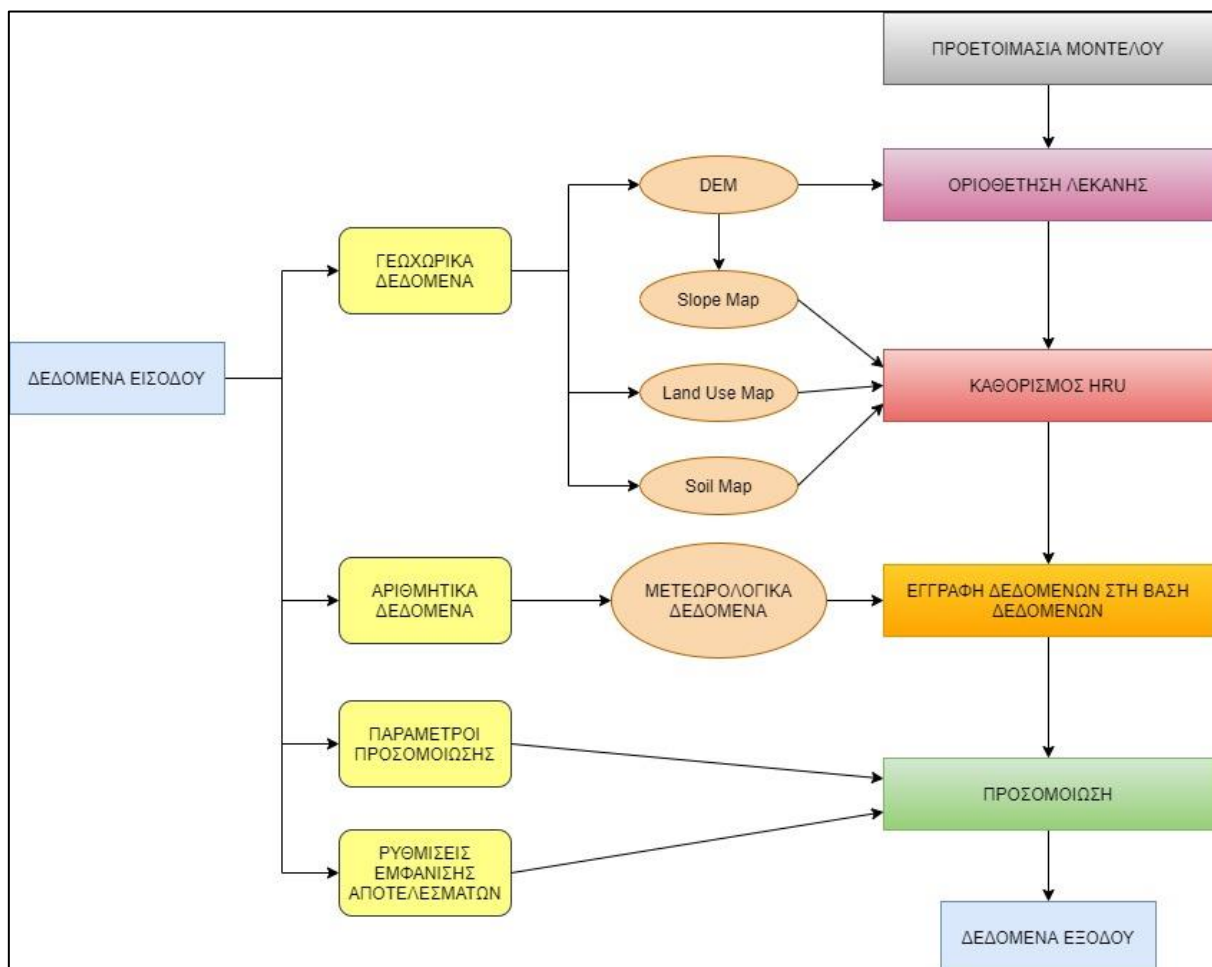 ΠΡΟΕΤΟΙΜΑΣΙΑ ΜΟΝΤΕΛΟΥ
DEM
ΟΡΙΟΘΕΤΗΣΗ ΛΕΚΑΝΗΣ
ΓΕΩΧΩΡΙΚΑ
ΔΕΔΟΜΕΝΑ
Slope Map
ΔΕΔΟΜΕΝΑ ΕΙΣΟΔΟΥ
Land Use Map
ΚΑΘΟΡΙΣΜΟΣ HRU
Soil Map
ΑΡΙΘΜΗΤΙΚΑ
ΔΕΔΟΜΕΝΑ
ΜΕΤΕΩΡΟΛΟΓΙΚΑ
ΔΕΔΟΜΕΝΑ
ΕΓΓΡΑΦΗ ΔΕΔΟΜΕΝΩΝ ΣΤΗ ΒΑΣΗ
ΔΕΔΟΜΕΝΩΝ
ΠΑΡΑΜΕΤΡΟΙ
ΠΡΟΣΟΜΟΙΩΣΗΣ
ΠΡΟΣΟΜΟΙΩΣΗ
ΡΥΘΜΙΣΕΙΣ
ΕΜΦΑΝΙΣΗΣ
ΑΠΟΤΕΛΕΣΜΑΤΩΝ
ΔΕΔΟΜΕΝΑ ΕΞΟΔΟΥ